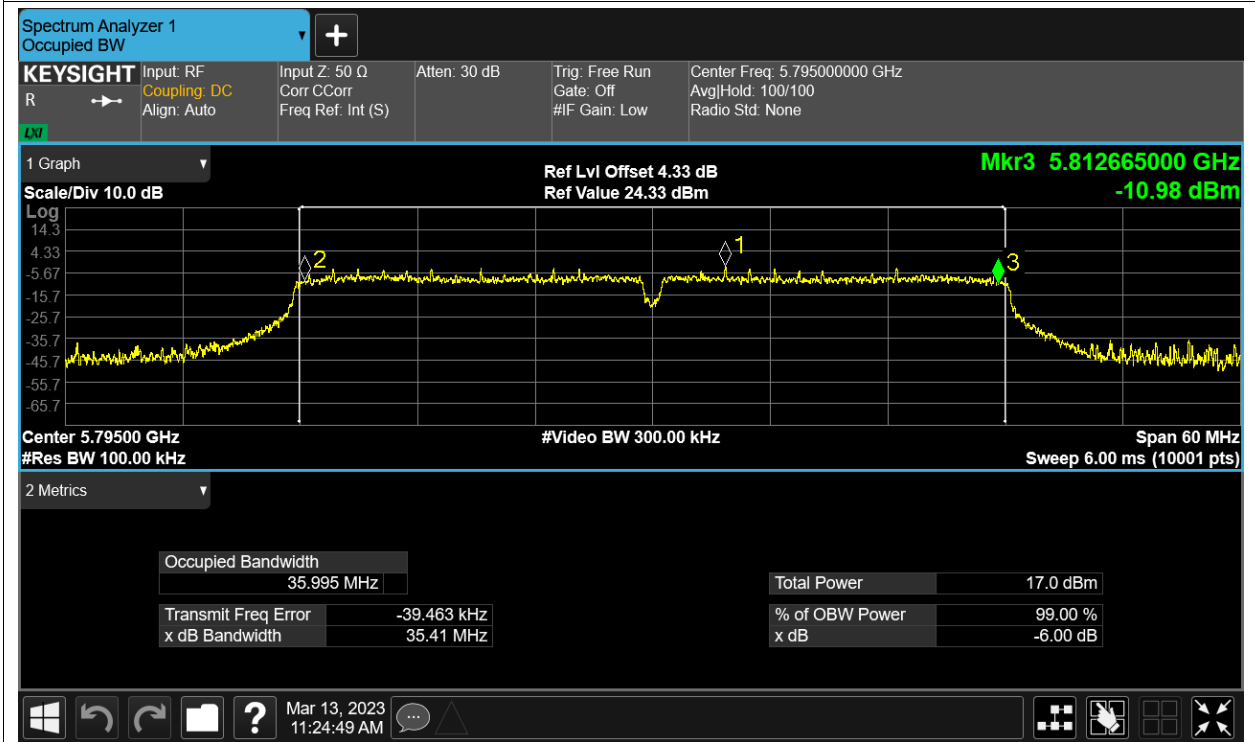 Spectrum Analyzer 1
Occupied BW
KEYSIGHT Input: RF Input Z: 50 Ω Atten: 30 dB Trig: Free Run Center Freq: 5.795000000 GHz
R Coupling: DC Corr CCorr Gate: Off Avg|Hold: 100/100
Align: Auto Freq Ref: Int (S) #IF Gain: Low Radio Std: None
LXI
1 Graph Ref Lvl Offset 4.33 dB Mkr3 5.812665000 GHz
Scale/Div 10.0 dB Ref Value 24.33 dBm -10.98 dBm
Log
14.3
4.33
-5.67
-15.7
-25.7
-35.7
-45.7
-55.7
-65.7
2
1
3
Center 5.79500 GHz #Video BW 300.00 kHz Span 60 MHz
#Res BW 100.00 kHz Sweep 6.00 ms (10001 pts)
2 Metrics
Occupied Bandwidth
35.995 MHz Total Power 17.0 dBm
Transmit Freq Error -39.463 kHz % of OBW Power 99.00 %
x dB Bandwidth 35.41 MHz x dB -6.00 dB
? Mar 13, 2023
11:24:49 AM